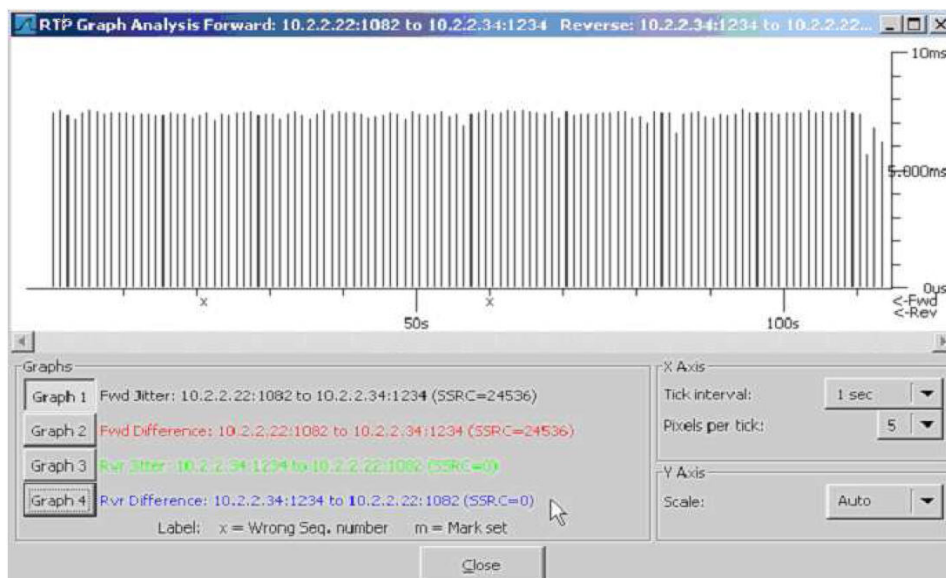 RTP Graph Analysis Forward: 10.2.2.22:1082 to 10.2.2.34:1234 Reverse: 10.2.2.34:1234 to 10.2.2.22...
10ms
5.000ms
0µs
x x
<-Fwd
<-Rev
50s 100s
Graphs
Graph 1 Fwd Jitter: 10.2.2.22:1082 to 10.2.2.34:1234 (SSRC=24536)
Graph 2 Fwd Difference: 10.2.2.22:1082 to 10.2.2.34:1234 (SSRC=24536)
Graph 3 Rvr Jitter: 10.2.2.34:1234 to 10.2.2.22:1082 (SSRC=0)
Graph 4 Rvr Difference: 10.2.2.34:1234 to 10.2.2.22:1082 (SSRC=0)
Label: x = Wrong Seq. number m = Mark set
X Axis
Tick interval: 1 sec
Pixels per tick: 5
Y Axis
Scale: Auto
Close